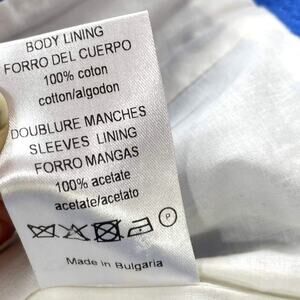 BODY LINING
FORRO DEL CUERPO
100% coton
cotton/algodon
DOUBLURE MANCHES
SLEEVES LINING
FORRO MANGAS
100% acetate
acetate/acetato
P
Made in Bulgaria